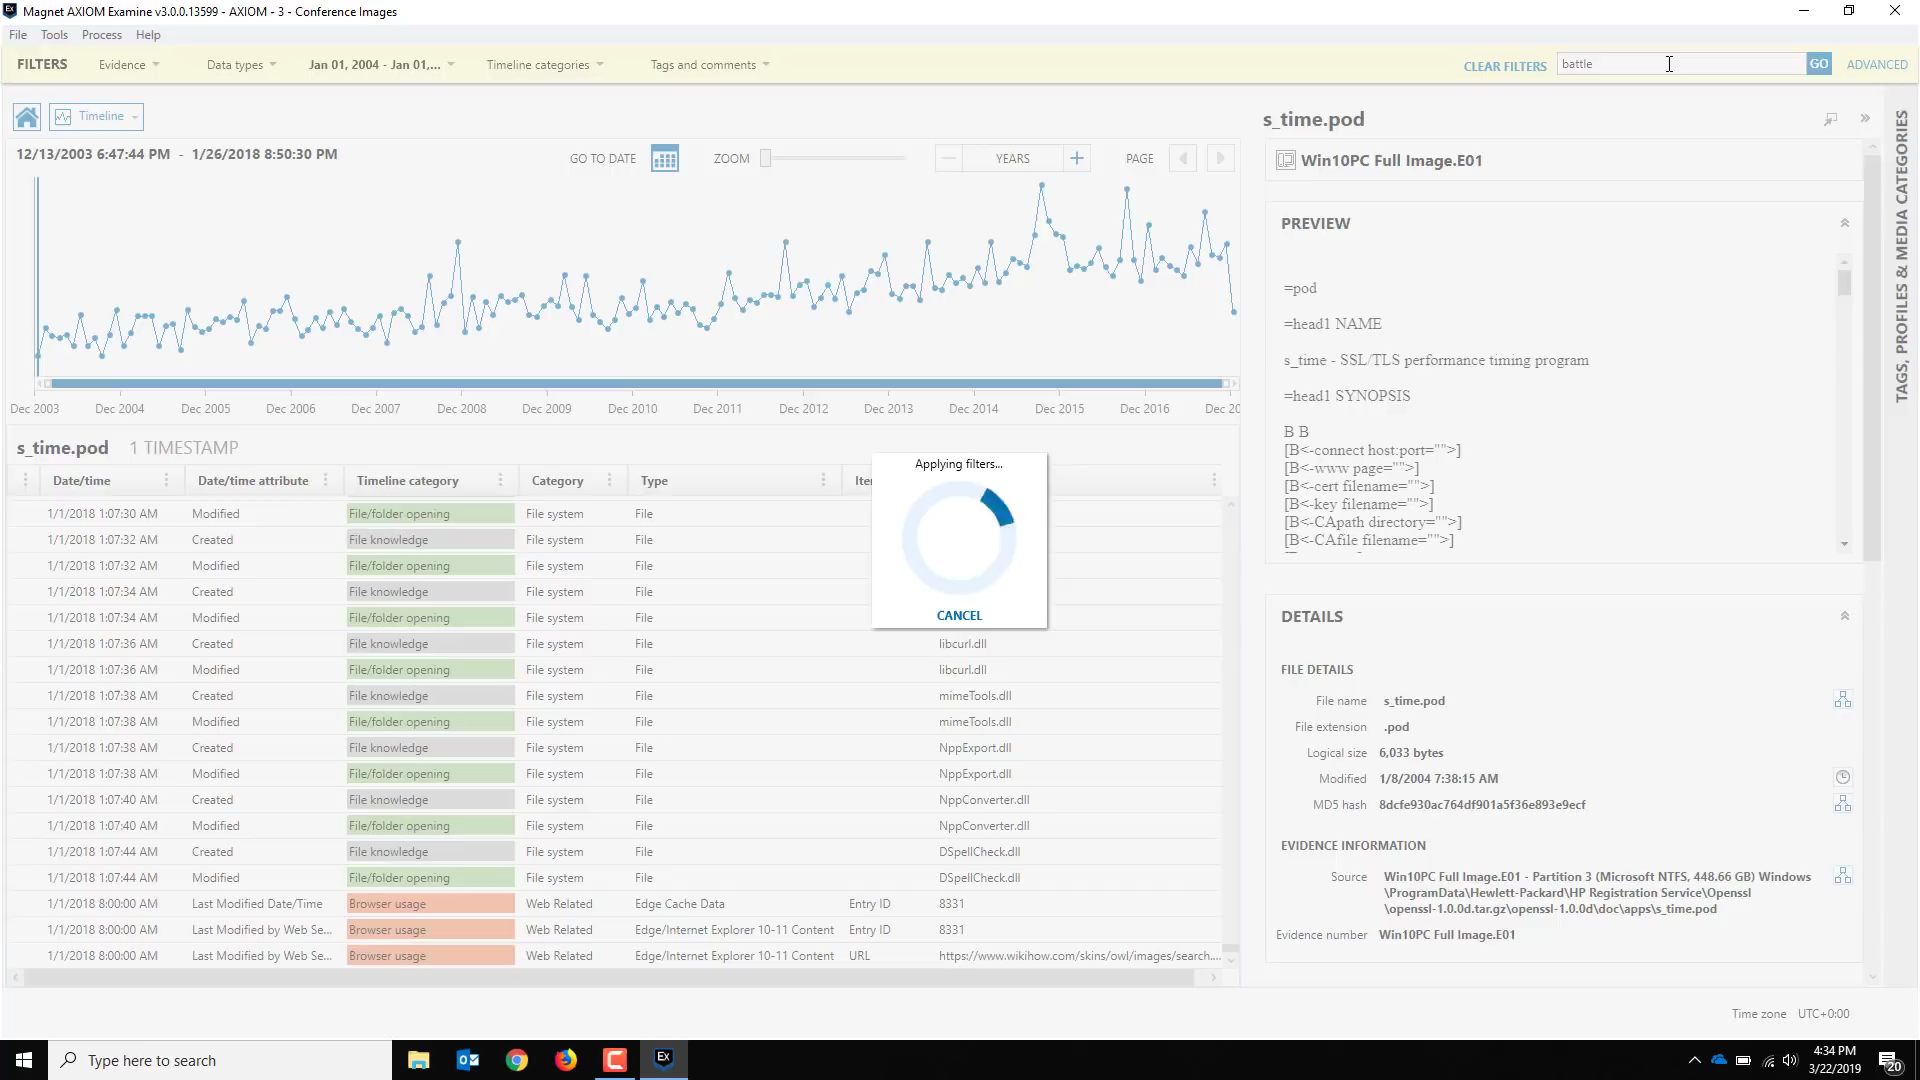 Magnet AXIOM Examine v3.0.0.13599 - AXIOM - 3 - Conference Images
File Tools Process Help
FILTERS Evidence Data types Jan 01, 2004 - Jan 01,... Timeline categories Tags and comments CLEAR FILTERS battle GO ADVANCED
Timeline
12/13/2003 6:47:44 PM - 1/26/2018 8:50:30 PM
GO TO DATE ZOOM YEARS PAGE
Dec 2003 Dec 2004 Dec 2005 Dec 2006 Dec 2007 Dec 2008 Dec 2009 Dec 2010 Dec 2011 Dec 2012 Dec 2013 Dec 2014 Dec 2015 Dec 2016 Dec 20
s_time.pod 1 TIMESTAMP
Date/time Date/time attribute Timeline category Category Type Ite
1/1/2018 1:07:30 AM Modified File/folder opening File system File
1/1/2018 1:07:32 AM Created File knowledge File system File
1/1/2018 1:07:32 AM Modified File/folder opening File system File
1/1/2018 1:07:34 AM Created File knowledge File system File
1/1/2018 1:07:34 AM Modified File/folder opening File system File
1/1/2018 1:07:36 AM Created File knowledge File system File libcurl.dll
1/1/2018 1:07:36 AM Modified File/folder opening File system File libcurl.dll
1/1/2018 1:07:38 AM Created File knowledge File system File mimeTools.dll
1/1/2018 1:07:38 AM Modified File/folder opening File system File mimeTools.dll
1/1/2018 1:07:38 AM Created File knowledge File system File NppExport.dll
1/1/2018 1:07:38 AM Modified File/folder opening File system File NppExport.dll
1/1/2018 1:07:40 AM Created File knowledge File system File NppConverter.dll
1/1/2018 1:07:40 AM Modified File/folder opening File system File NppConverter.dll
1/1/2018 1:07:44 AM Created File knowledge File system File DSpellCheck.dll
1/1/2018 1:07:44 AM Modified File/folder opening File system File DSpellCheck.dll
1/1/2018 8:00:00 AM Last Modified Date/Time Browser usage Web Related Edge Cache Data Entry ID 8331
1/1/2018 8:00:00 AM Last Modified by Web Se... Browser usage Web Related Edge/Internet Explorer 10-11 Content Entry ID 8331
1/1/2018 8:00:00 AM Last Modified by Web Se... Browser usage Web Related Edge/Internet Explorer 10-11 Content URL https://www.wikihow.com/skins/owl/images/search....
Applying filters...
CANCEL
s_time.pod
Win10PC Full Image.E01
PREVIEW
=pod
=head1 NAME
s_time - SSL/TLS performance timing program
=head1 SYNOPSIS
B B
[B<-connect host:port="">]
[B<-www page="">]
[B<-cert filename="">]
[B<-key filename="">]
[B<-CApath directory="">]
[B<-CAfile filename="">]
DETAILS
FILE DETAILS
File name s_time.pod
File extension .pod
Logical size 6,033 bytes
Modified 1/8/2004 7:38:15 AM
MD5 hash 8dcfe930ac764df901a5f36e893e9ecf
EVIDENCE INFORMATION
Source Win10PC Full Image.E01 - Partition 3 (Microsoft NTFS, 448.66 GB) Windows
\ProgramData\Hewlett-Packard\HP Registration Service\Openssl
\openssl-1.0.0d.tar.gz\openssl-1.0.0d\doc\apps\s_time.pod
Evidence number Win10PC Full Image.E01
TAGS, PROFILES & MEDIA CATEGORIES
Time zone UTC+0:00
Type here to search
Ex
4:34 PM
3/22/2019
20